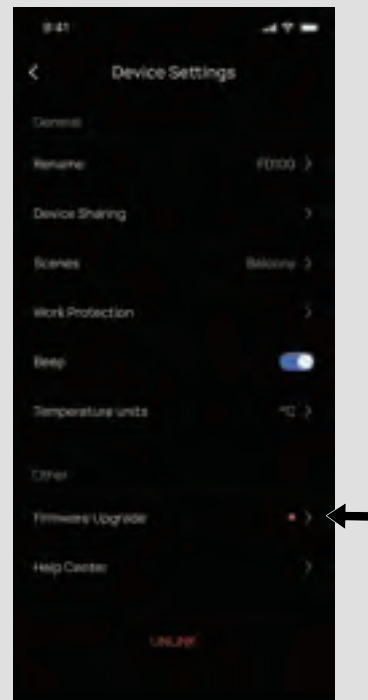 9:41
Device Settings
General
Rename FD100
Device Sharing
Scenes Balcony
Work Protection
Beep
Temperature units °C
Other
Firmware Upgrade
Help Center
UNLINK